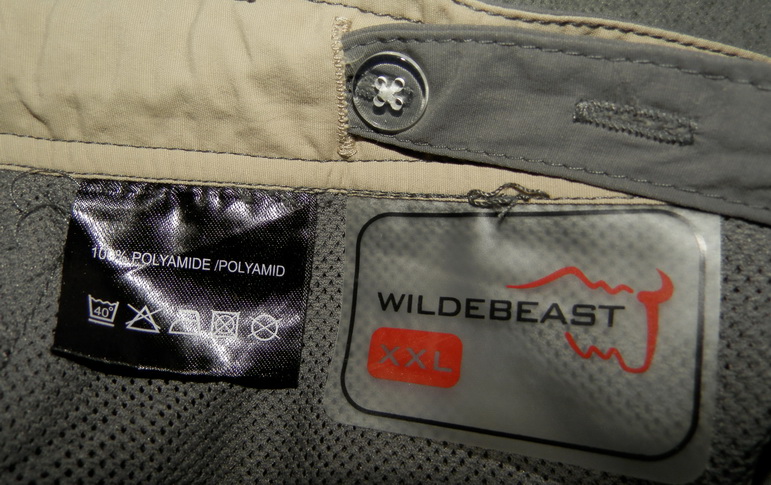 100% POLYAMIDE /POLYAMID
40°
WILDEBEAST
XXL